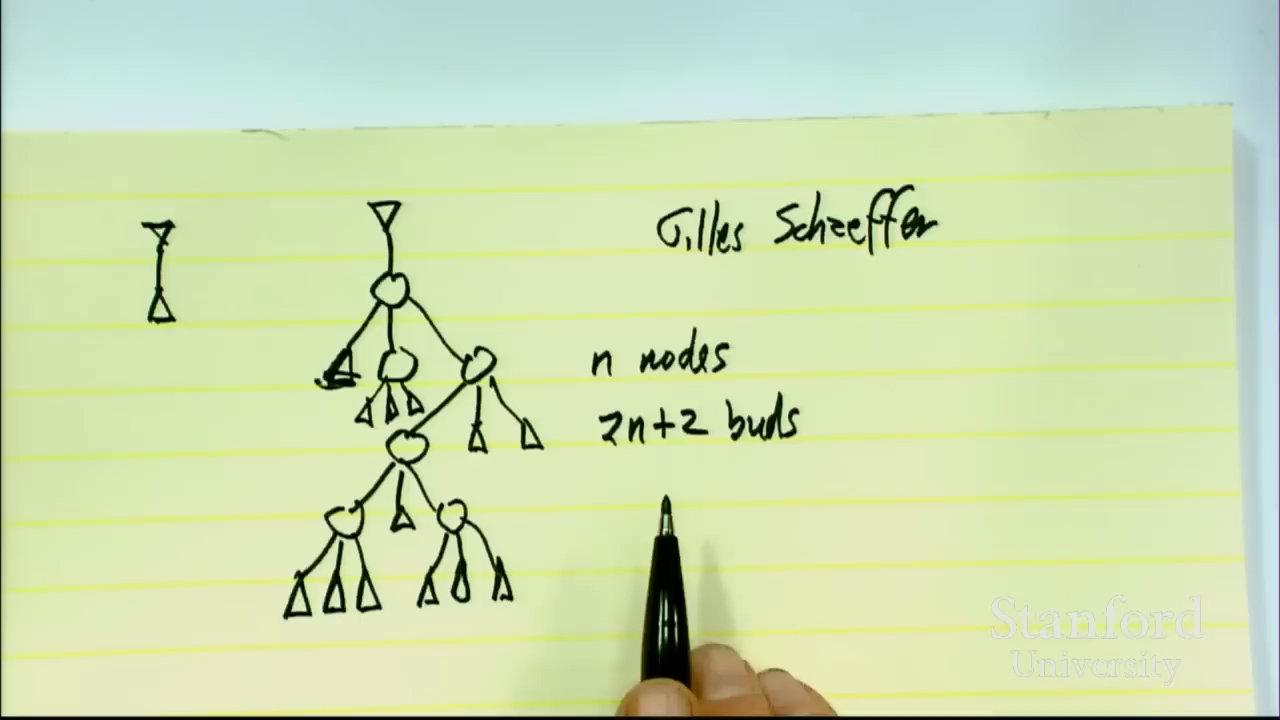 Gilles Schaeffer
n nodes
2n+2 buds
Stanford
University